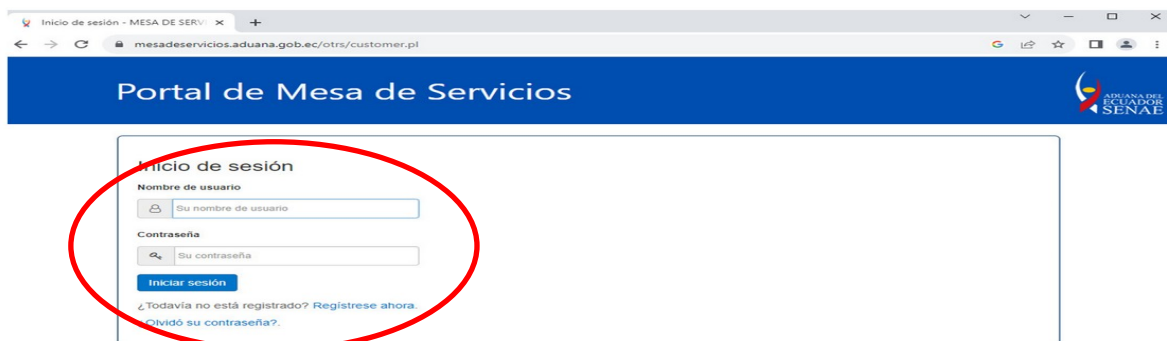 Inicio de sesión - MESA DE SERVI
mesadeservicios.aduana.gob.ec/otrs/customer.pl
Portal de Mesa de Servicios
ADUANA DEL
ECUADOR
SENAE
Inicio de sesión
Nombre de usuario
Su nombre de usuario
Contraseña
Su contraseña
Iniciar sesión
¿Todavía no está registrado? Regístrese ahora.
¿Olvidó su contraseña?.